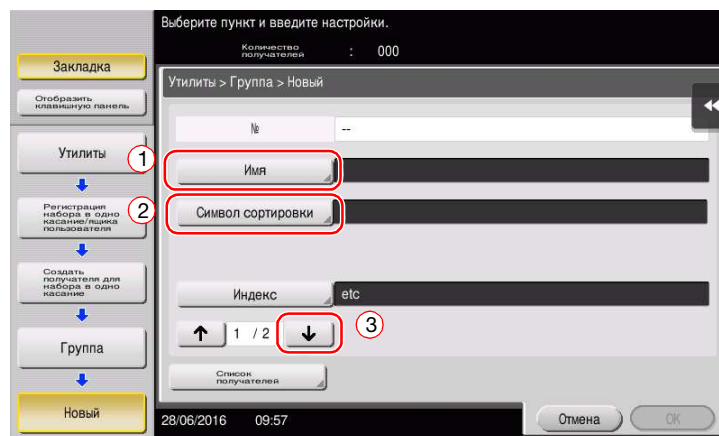 Выберите пункт и введите настройки.
Количество
получателей : 000
Закладка
Отобразить
клавишную панель
Утилиты
Регистрация
набора в одно
касание/ящика
пользователя
Создать
получателя для
набора в одно
касание
Группа
Новый
Утилиты > Группа > Новый
№ --
1 Имя
2 Символ сортировки
Индекс etc
↑ 1 / 2 ↓ 3
Список
получателей
28/06/2016 09:57
Отмена OK